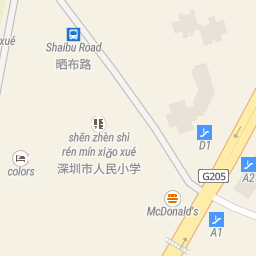 xué
Shaibu Road
晒布路
shēn zhèn shì
rén mín xiǎo xué
深圳市人民小学
colors
D1
G205
A2
McDonald's
A1